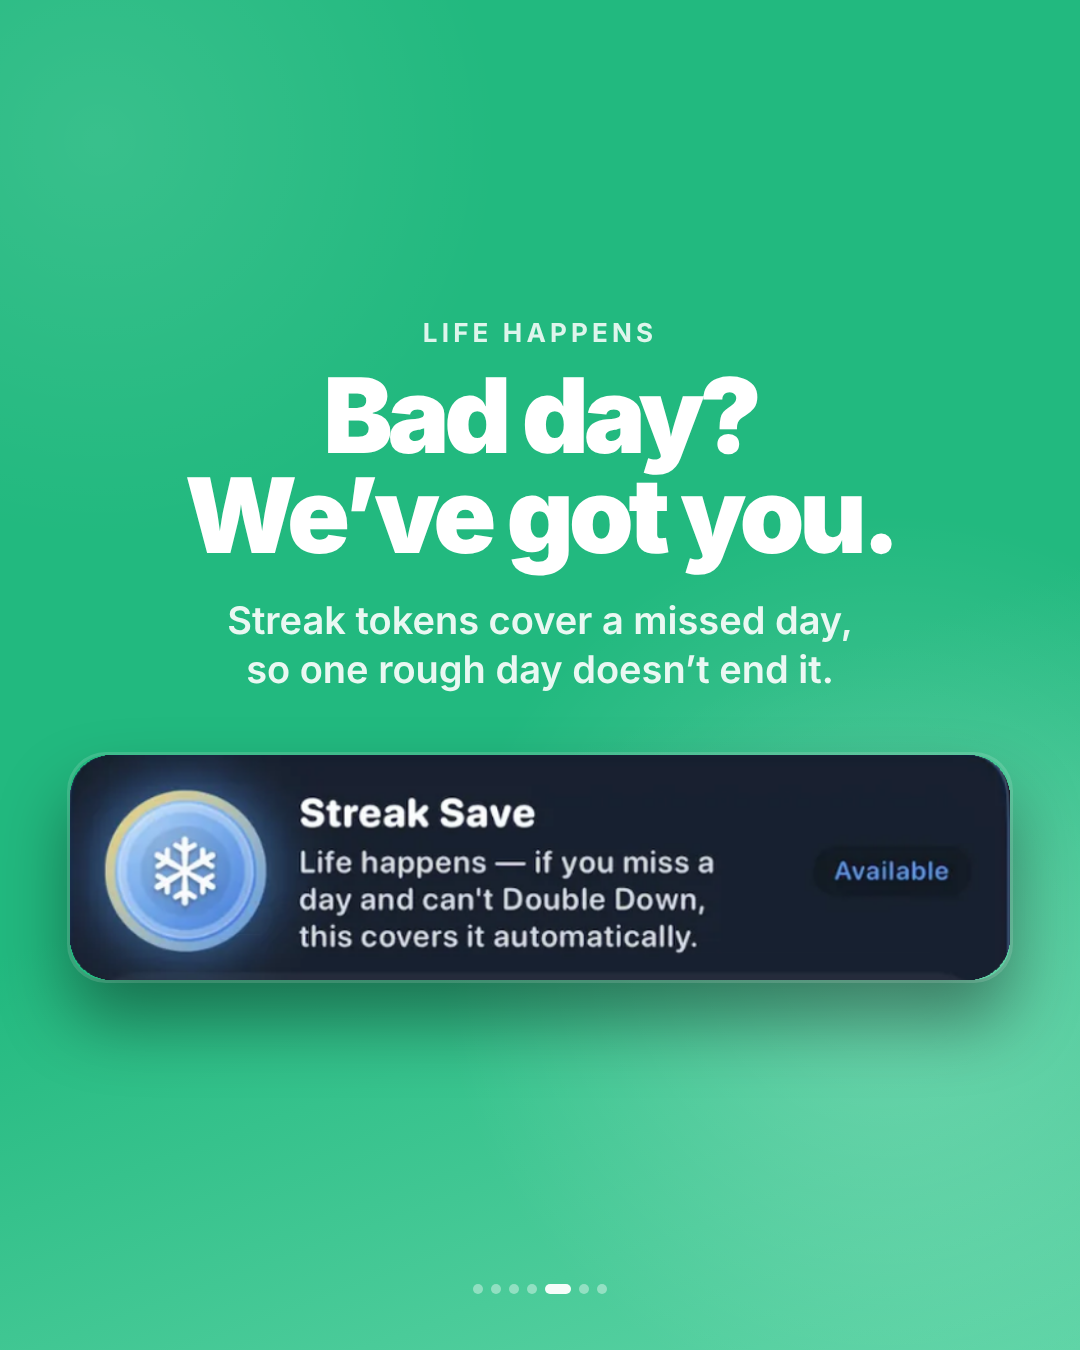 LIFE HAPPENS
Bad day?
We’ve got you.
Streak tokens cover a missed day,
so one rough day doesn’t end it.
Streak Save
Life happens — if you miss a
day and can't Double Down,
this covers it automatically.
Available